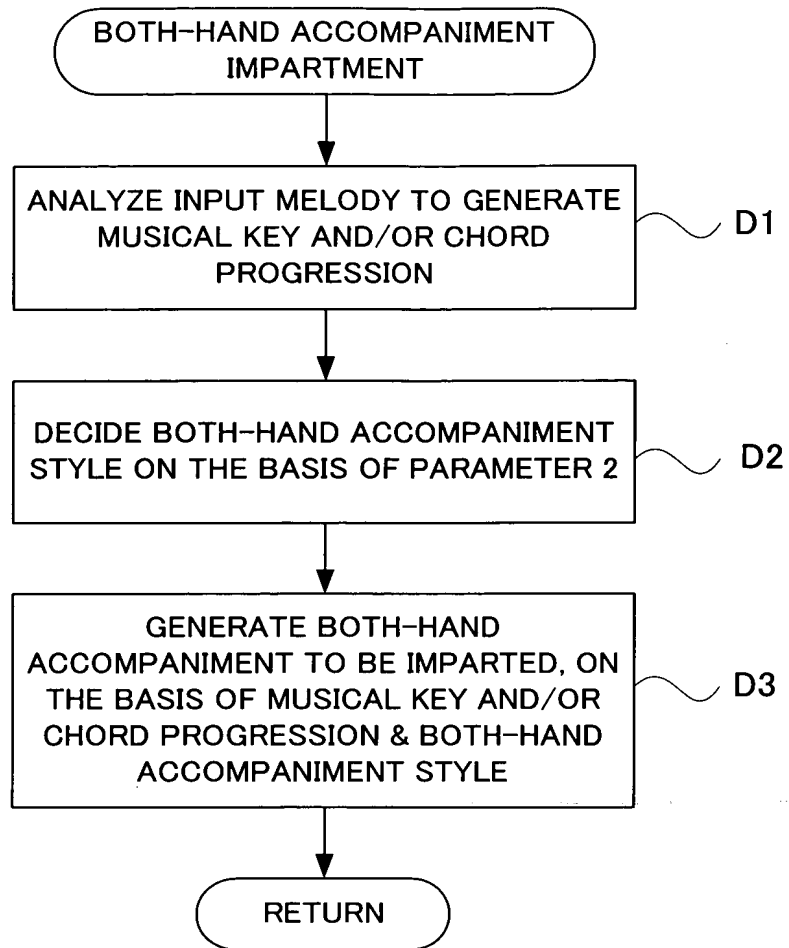 BOTH-HAND ACCOMPANIMENT
IMPARTMENT
ANALYZE INPUT MELODY TO GENERATE
MUSICAL KEY AND/OR CHORD
PROGRESSION
D1
DECIDE BOTH-HAND ACCOMPANIMENT
STYLE ON THE BASIS OF PARAMETER 2
D2
GENERATE BOTH-HAND
ACCOMPANIMENT TO BE IMPARTED, ON
THE BASIS OF MUSICAL KEY AND/OR
CHORD PROGRESSION & BOTH-HAND
ACCOMPANIMENT STYLE
D3
RETURN